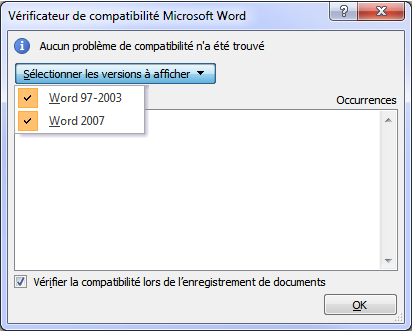 Vérificateur de compatibilité Microsoft Word
Aucun problème de compatibilité n'a été trouvé
Sélectionner les versions à afficher
Word 97-2003
Occurrences
Word 2007
Vérifier la compatibilité lors de l'enregistrement de documents
OK